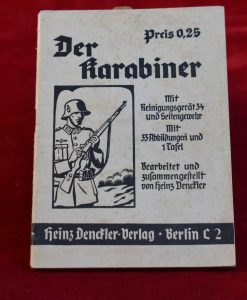 Preis 0,25
Der
Karabiner
Mit
Reinigungsgerät 34
und Seitengewehr
Mit
33 Abbildungen und
1 Tafel
Bearbeitet und
zusammengestellt
von Heinz Denckler
Heinz Denckler-Verlag · Berlin C 2